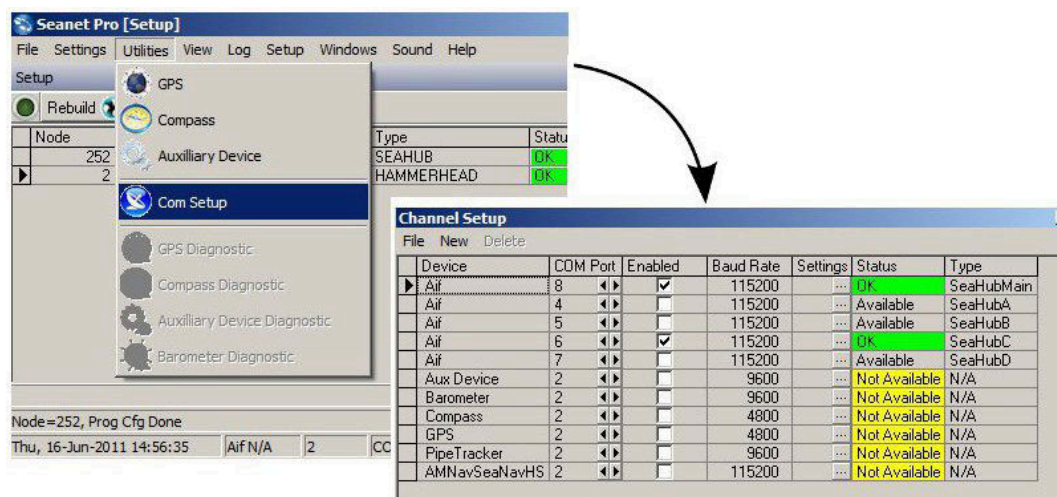 Seanet Pro [Setup]
File Settings Utilities View Log Setup Windows Sound Help
Setup
Rebuild
Node Type
252 SEAHUB OK
2 HAMMERHEAD OK
GPS
Compass
Auxilliary Device
Com Setup
GPS Diagnostic
Compass Diagnostic
Auxilliary Device Diagnostic
Barometer Diagnostic
Node=252, Prog Cfg Done
Thu, 16-Jun-2011 14:56:35 Aif N/A 2
Channel Setup
File New Delete
Device COM Port Enabled Baud Rate Settings Status Type
Aif 8 115200 ... OK SeaHubMain
Aif 4 115200 ... Available SeaHubA
Aif 5 115200 ... Available SeaHubB
Aif 6 115200 ... OK SeaHubC
Aif 7 115200 ... Available SeaHubD
Aux Device 2 9600 ... Not Available N/A
Barometer 2 9600 ... Not Available N/A
Compass 2 4800 ... Not Available N/A
GPS 2 4800 ... Not Available N/A
PipeTracker 2 9600 ... Not Available N/A
AMNavSeaNavHS 2 115200 ... Not Available N/A